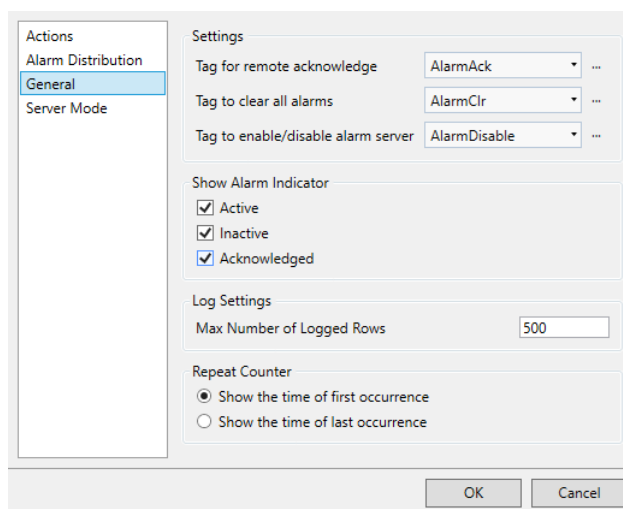 Actions
Alarm Distribution
General
Server Mode
Settings
Tag for remote acknowledge AlarmAck ...
Tag to clear all alarms AlarmClr ...
Tag to enable/disable alarm server AlarmDisable ...
Show Alarm Indicator
Active
Inactive
Acknowledged
Log Settings
Max Number of Logged Rows 500
Repeat Counter
Show the time of first occurrence
Show the time of last occurrence
OK Cancel